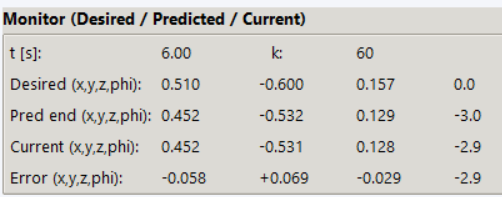 Monitor (Desired / Predicted / Current)
t [s]: 6.00 k: 60
Desired (x,y,z,phi): 0.510 -0.600 0.157 0.0
Pred end (x,y,z,phi): 0.452 -0.532 0.129 -3.0
Current (x,y,z,phi): 0.452 -0.531 0.128 -2.9
Error (x,y,z,phi): -0.058 +0.069 -0.029 -2.9